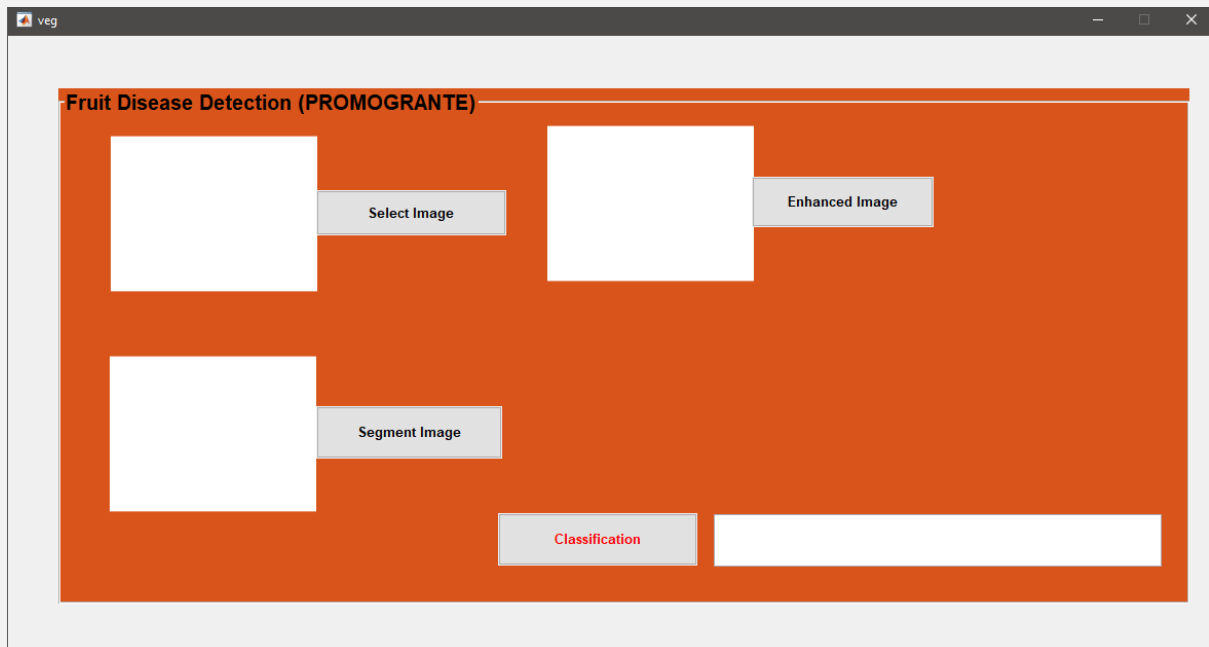 veg
Fruit Disease Detection (PROMOGRANTE)
Select Image
Enhanced Image
Segment Image
Classification